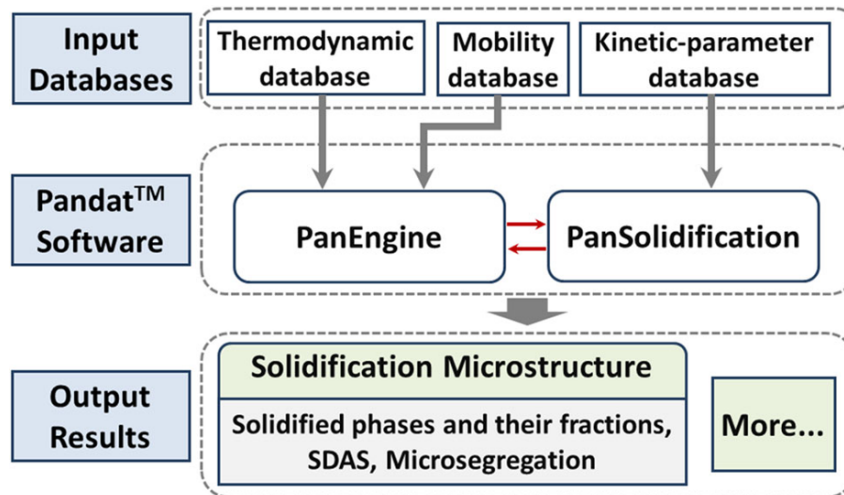 Input
Databases
Thermodynamic
database
Mobility
database
Kinetic-parameter
database
Pandat™
Software
PanEngine
PanSolidification
Output
Results
Solidification Microstructure
Solidified phases and their fractions,
SDAS, Microsegregation
More...